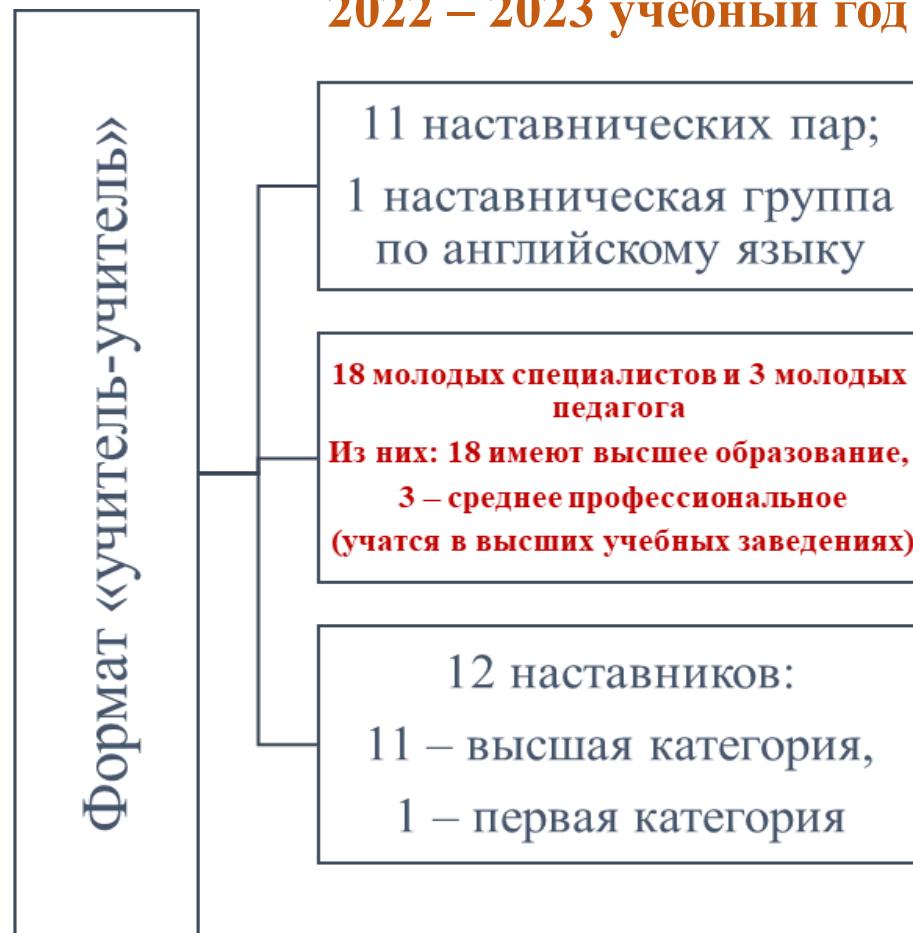 2022 – 2023 учебный год
Формат «учитель-учитель»
11 наставнических пар;
1 наставническая группа
по английскому языку
18 молодых специалистов и 3 молодых
педагога
Из них: 18 имеют высшее образование,
3 – среднее профессиональное
(учатся в высших учебных заведениях)
12 наставников:
11 – высшая категория,
1 – первая категория